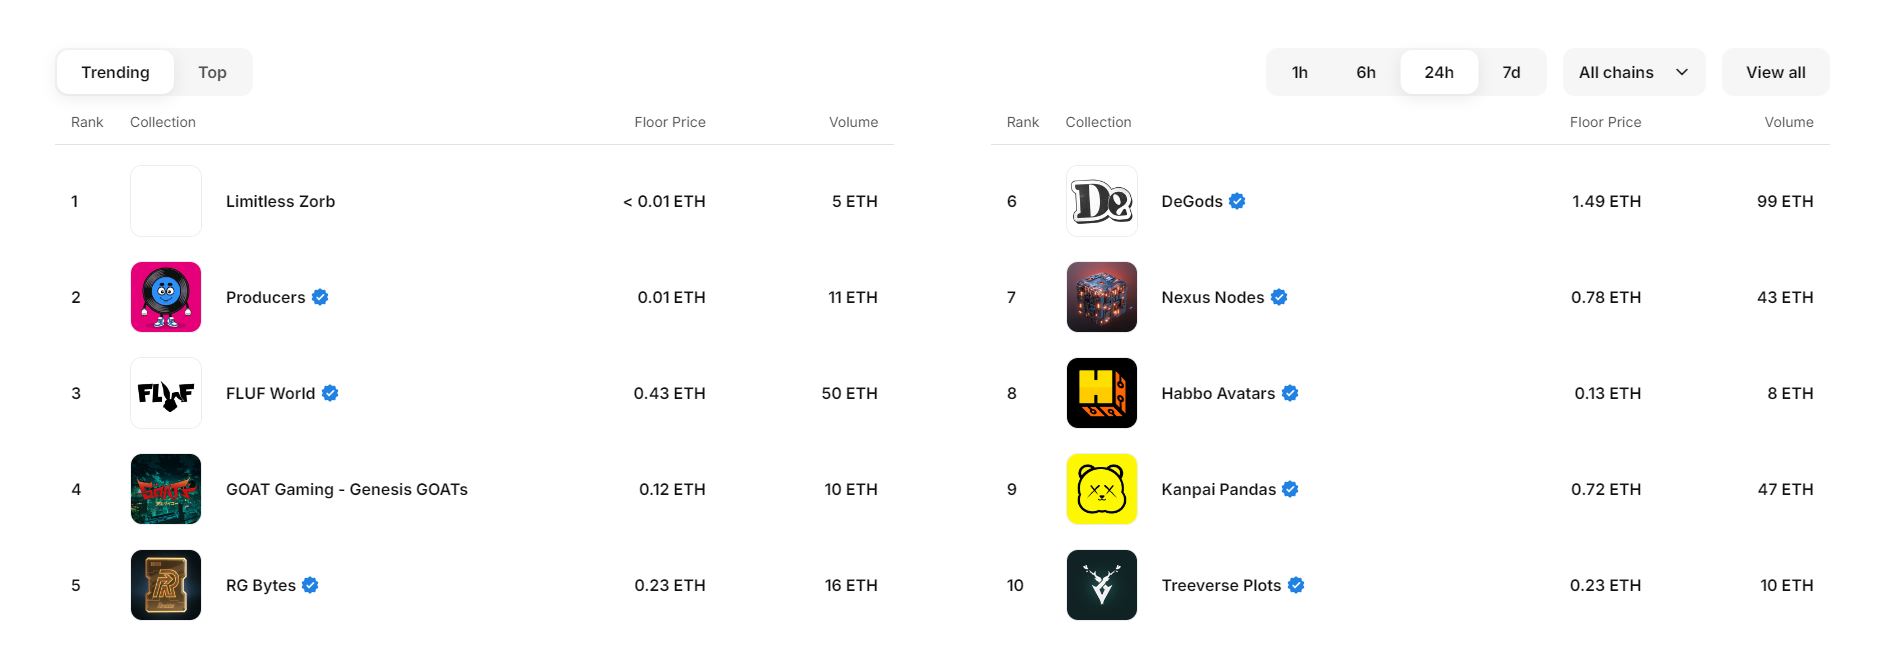 Trending Top 1h 6h 24h 7d All chains View all
Rank Collection Floor Price Volume
1 Limitless Zorb < 0.01 ETH 5 ETH
2 Producers 0.01 ETH 11 ETH
3 FLUF FLUF World 0.43 ETH 50 ETH
4 GOATS GOAT Gaming - Genesis GOATs 0.12 ETH 10 ETH
5 R RG Bytes 0.23 ETH 16 ETH
Rank Collection Floor Price Volume
6 De DeGods 1.49 ETH 99 ETH
7 Nexus Nodes 0.78 ETH 43 ETH
8 H Habbo Avatars 0.13 ETH 8 ETH
9 Kanpai Pandas 0.72 ETH 47 ETH
10 Treeverse Plots 0.23 ETH 10 ETH